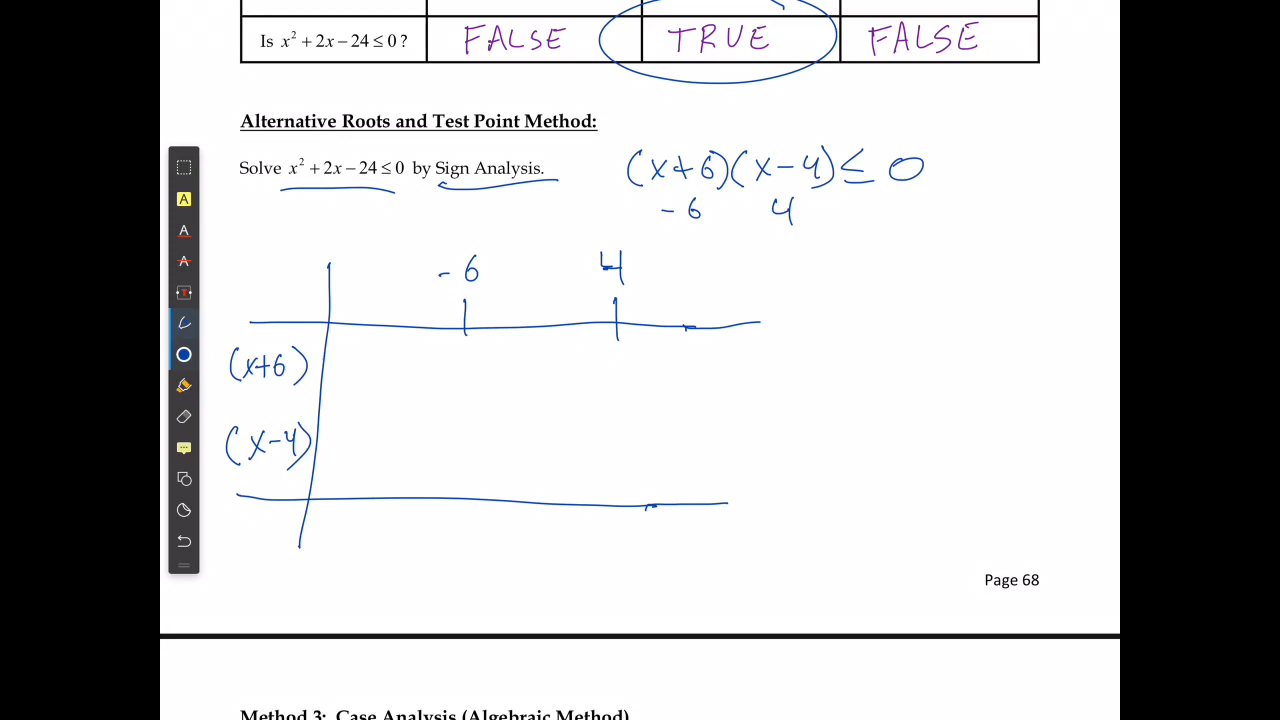 Is x² + 2x − 24 ≤ 0 ? FALSE TRUE FALSE
Alternative Roots and Test Point Method:
Solve x² + 2x − 24 ≤ 0 by Sign Analysis. (x+6)(x−4) ≤ 0
-6 4
-6 4
(x+6)
(x-4)
Page 68
Method 3: Case Analysis (Algebraic Method)